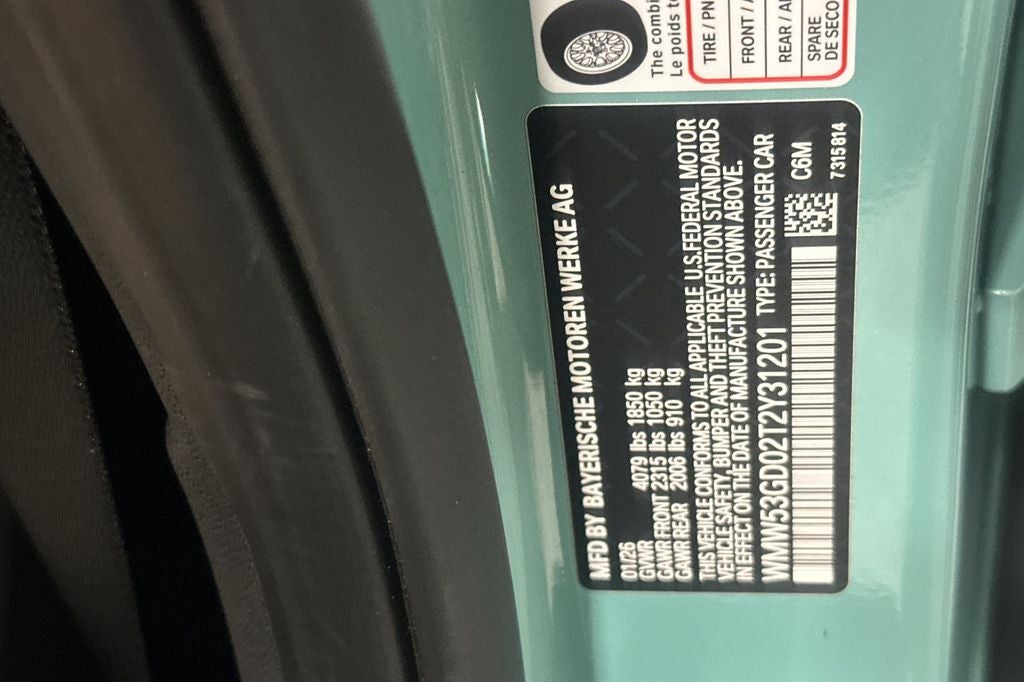 The combi
Le poids to
TIRE / PN
FRONT / A
REAR / AR
SPARE
DE SECO
MFD BY BAYERISCHE MOTOREN WERKE AG
01/26
GVWR 4079 lbs 1850 kg
GAWR FRONT 2315 lbs 1050 kg
GAWR REAR 2006 lbs 910 kg
THIS VEHICLE CONFORMS TO ALL APPLICABLE U.S.FEDERAL MOTOR
VEHICLE SAFETY, BUMPER AND THEFT PREVENTION STANDARDS
IN EFFECT ON THE DATE OF MANUFACTURE SHOWN ABOVE.
WMW53GD02T2Y31201 TYPE: PASSENGER CAR
C6M
7315814